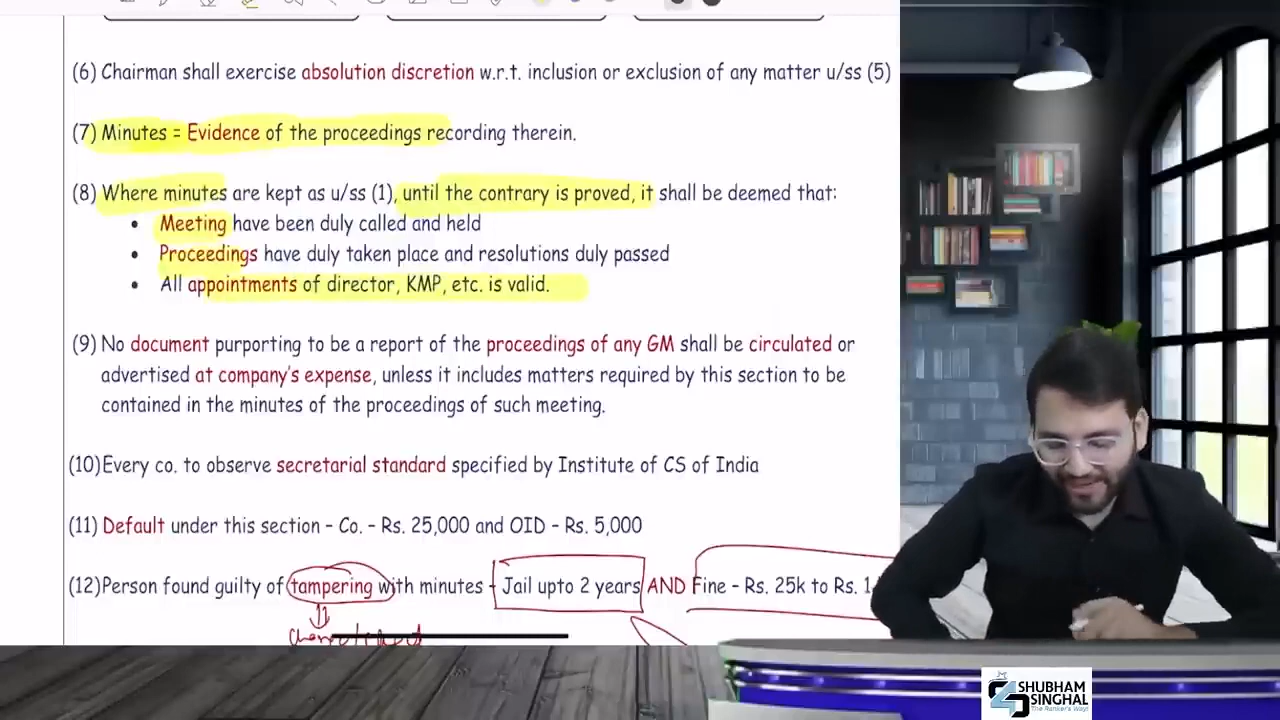 (6) Chairman shall exercise absolution discretion w.r.t. inclusion or exclusion of any matter u/ss (5)
(7) Minutes = Evidence of the proceedings recording therein.
(8) Where minutes are kept as u/ss (1), until the contrary is proved, it shall be deemed that:
• Meeting have been duly called and held
• Proceedings have duly taken place and resolutions duly passed
• All appointments of director, KMP, etc. is valid.
(9) No document purporting to be a report of the proceedings of any GM shall be circulated or
advertised at company's expense, unless it includes matters required by this section to be
contained in the minutes of the proceedings of such meeting.
(10) Every co. to observe secretarial standard specified by Institute of CS of India
(11) Default under this section – Co. – Rs. 25,000 and OID – Rs. 5,000
(12) Person found guilty of tampering with minutes – Jail upto 2 years AND Fine – Rs. 25k to Rs. 1
SHUBHAM
SINGHAL
The Ranker's Way!